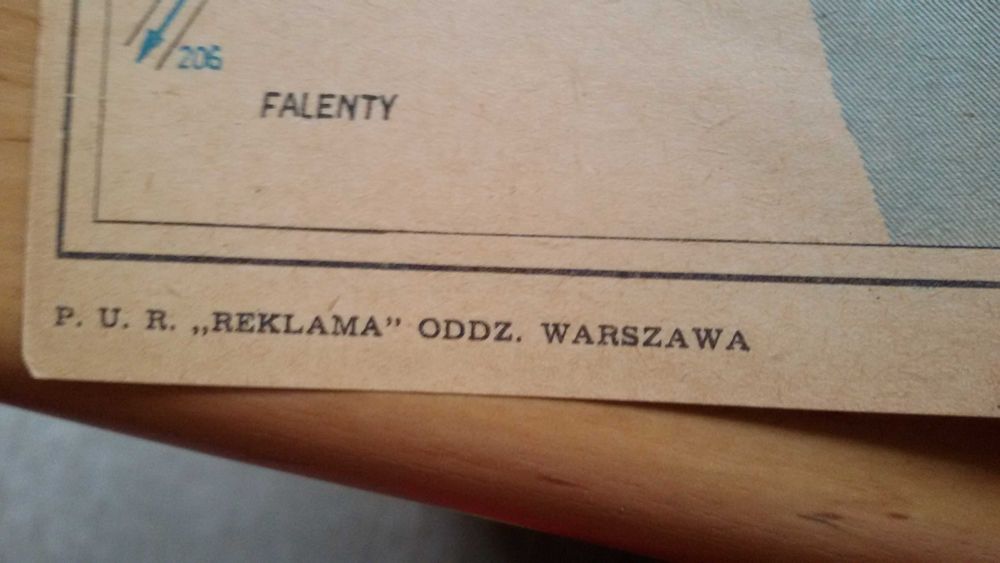 206
FALENTY
P. U. R. „REKLAMA” ODDZ. WARSZAWA